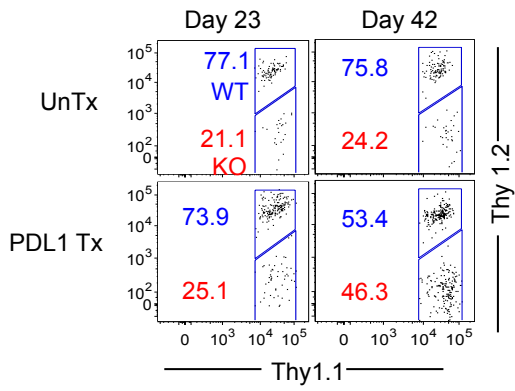 Day 23 Day 42
UnTx
10⁵
10⁴
10³
10²
0
77.1
WT
21.1
KO
75.8
24.2
Thy 1.2
PDL1 Tx
10⁵
10⁴
10³
10²
0
73.9
25.1
53.4
46.3
0 10³ 10⁴ 10⁵ 0 10³ 10⁴ 10⁵
Thy1.1